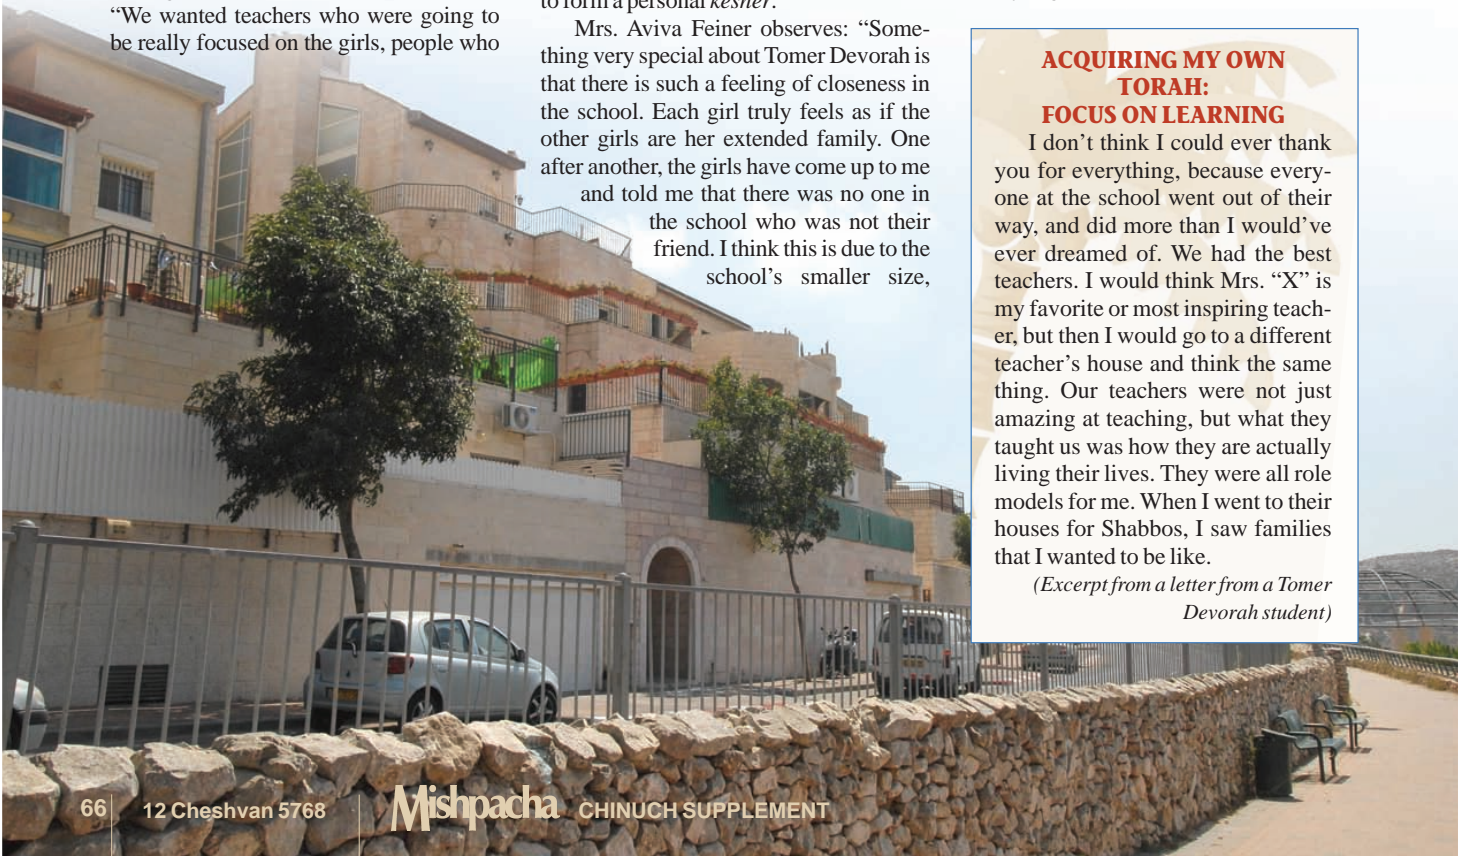 “We wanted teachers who were going to
be really focused on the girls, people who
Mrs. Aviva Feiner observes: “Some-
thing very special about Tomer Devorah is
that there is such a feeling of closeness in
the school. Each girl truly feels as if the
other girls are her extended family. One
after another, the girls have come up to me
and told me that there was no one in
the school who was not their
friend. I think this is due to the
school’s smaller size,
ACQUIRING MY OWN
TORAH:
FOCUS ON LEARNING
I don’t think I could ever thank
you for everything, because every-
one at the school went out of their
way, and did more than I would’ve
ever dreamed of. We had the best
teachers. I would think Mrs. “X” is
my favorite or most inspiring teach-
er, but then I would go to a different
teacher’s house and think the same
thing. Our teachers were not just
amazing at teaching, but what they
taught us was how they are actually
living their lives. They were all role
models for me. When I went to their
houses for Shabbos, I saw families
that I wanted to be like.
(Excerpt from a letter from a Tomer
Devorah student)
66 12 Cheshvan 5768 Mishpacha CHINUCH SUPPLEMENT